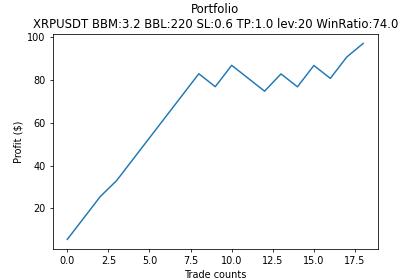 Portfolio
XRPUSDT BBM:3.2 BBL:220 SL:0.6 TP:1.0 lev:20 WinRatio:74.0
100
80
60
40
20
Profit ($)
0.0 2.5 5.0 7.5 10.0 12.5 15.0 17.5
Trade counts